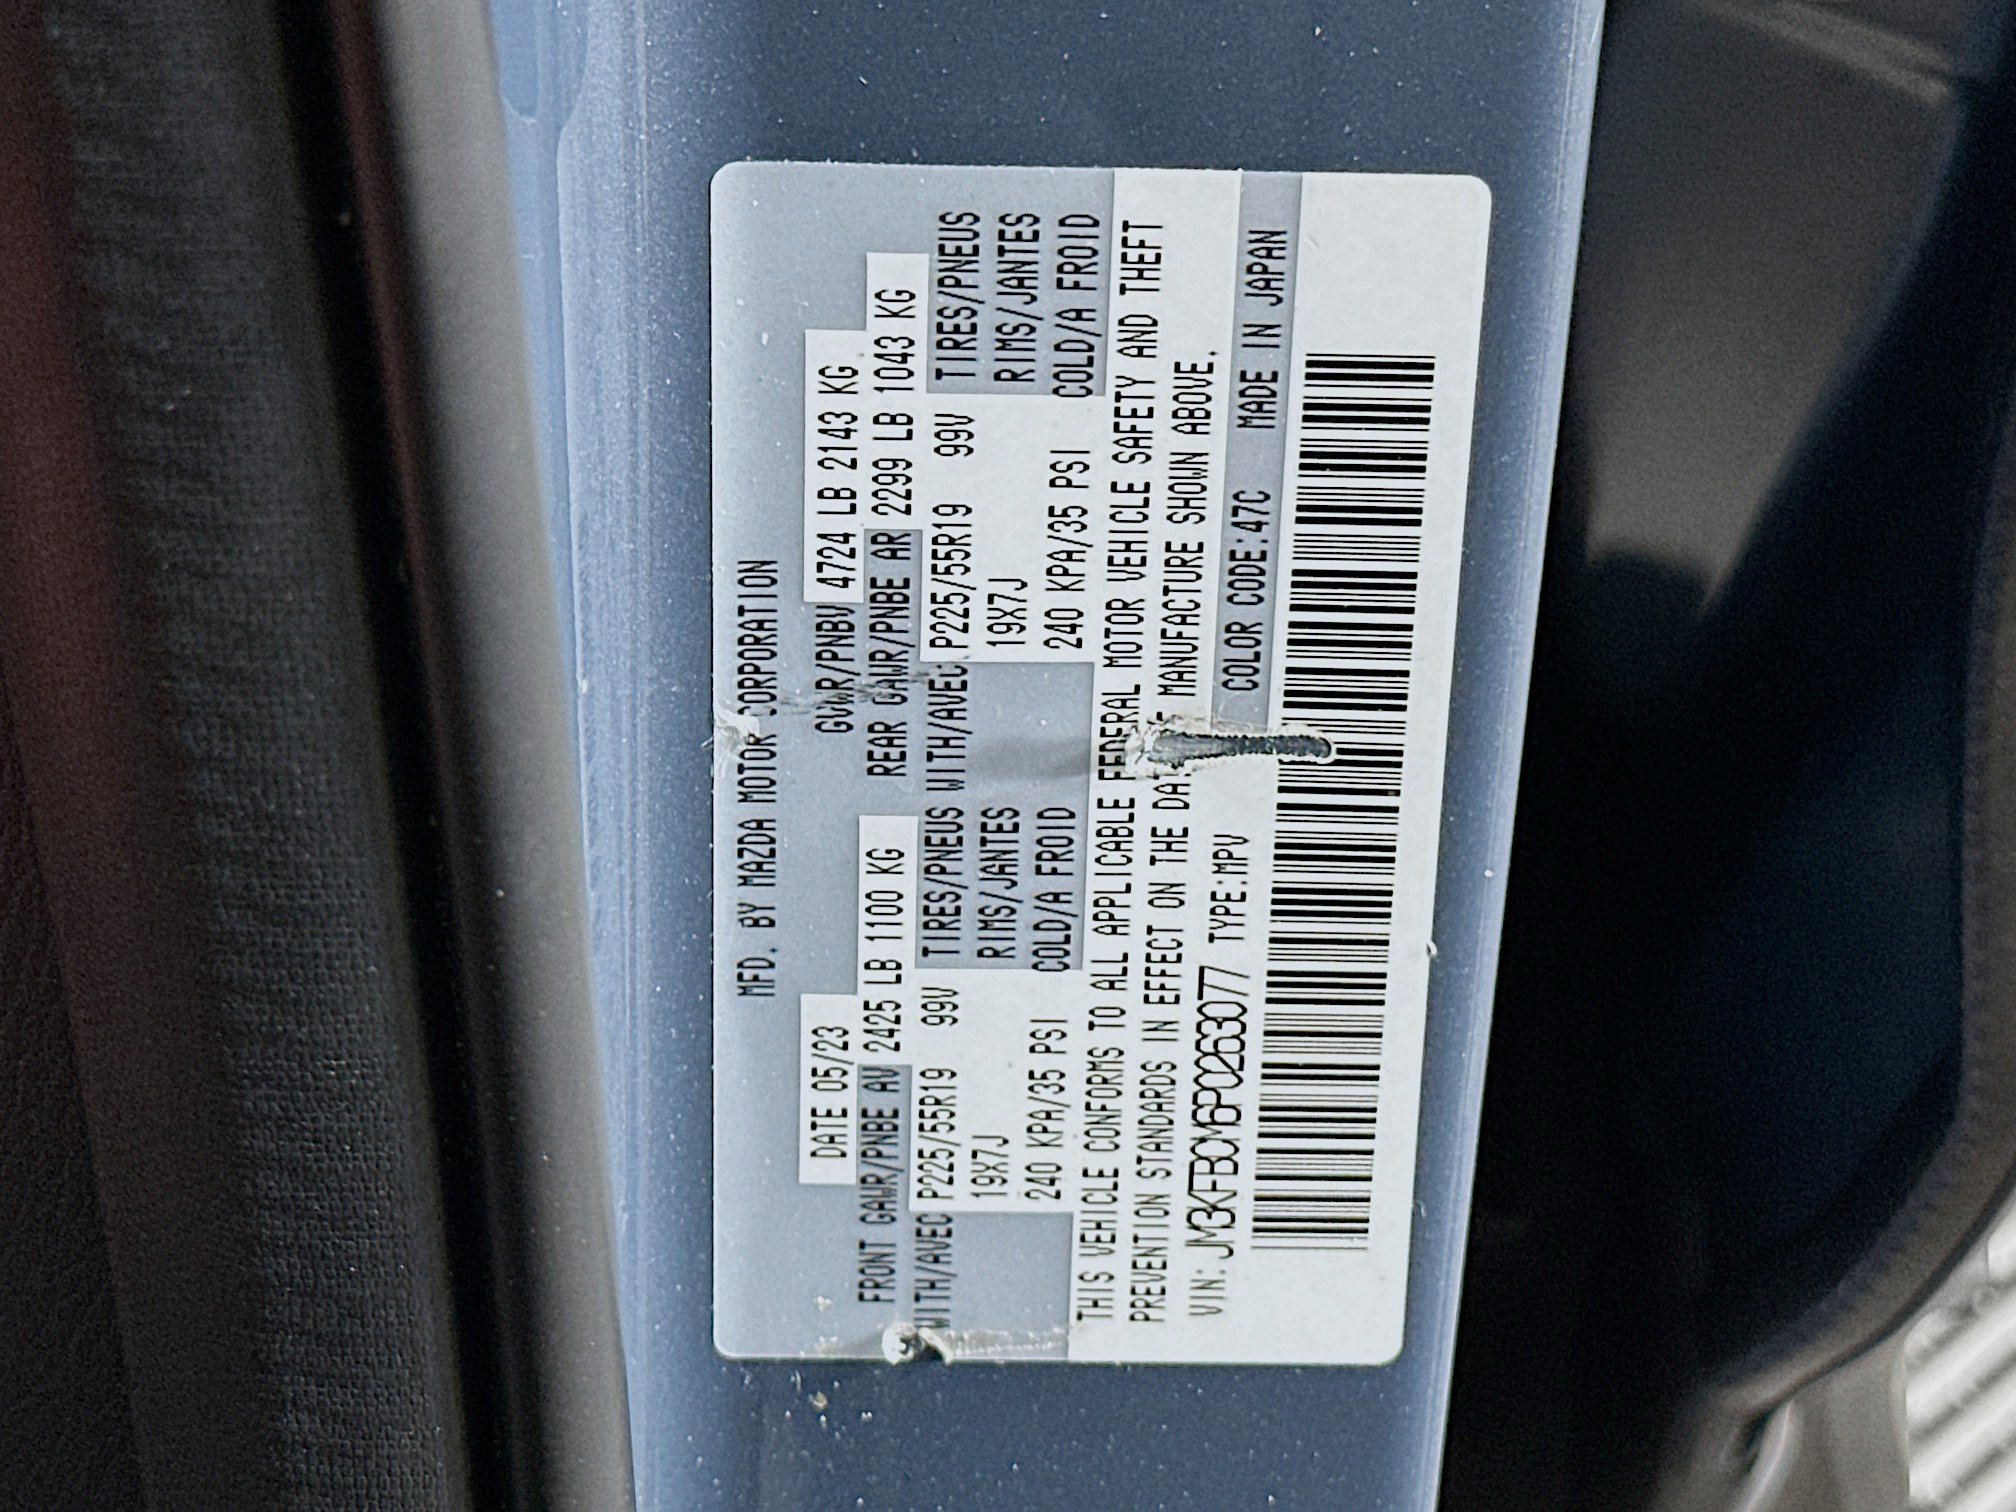 MFD. BY MAZDA MOTOR CORPORATION
DATE 05/23 GVWR/PNBV 4724 LB 2143 KG
FRONT GAWR/PNBE AV 2425 LB 1100 KG REAR GAWR/PNBE AR 2299 LB 1043 KG
WITH/AVEC P225/55R19 99V TIRES/PNEUS WITH/AVEC P225/55R19 99V TIRES/PNEUS
19X7J RIMS/JANTES 19X7J RIMS/JANTES
240 KPA/35 PSI COLD/A FROID 240 KPA/35 PSI COLD/A FROID
THIS VEHICLE CONFORMS TO ALL APPLICABLE FEDERAL MOTOR VEHICLE SAFETY AND THEFT
PREVENTION STANDARDS IN EFFECT ON THE DATE MANUFACTURE SHOWN ABOVE.
VIN: JM3KFBCM6P0263077 TYPE:MPV COLOR CODE:47C MADE IN JAPAN